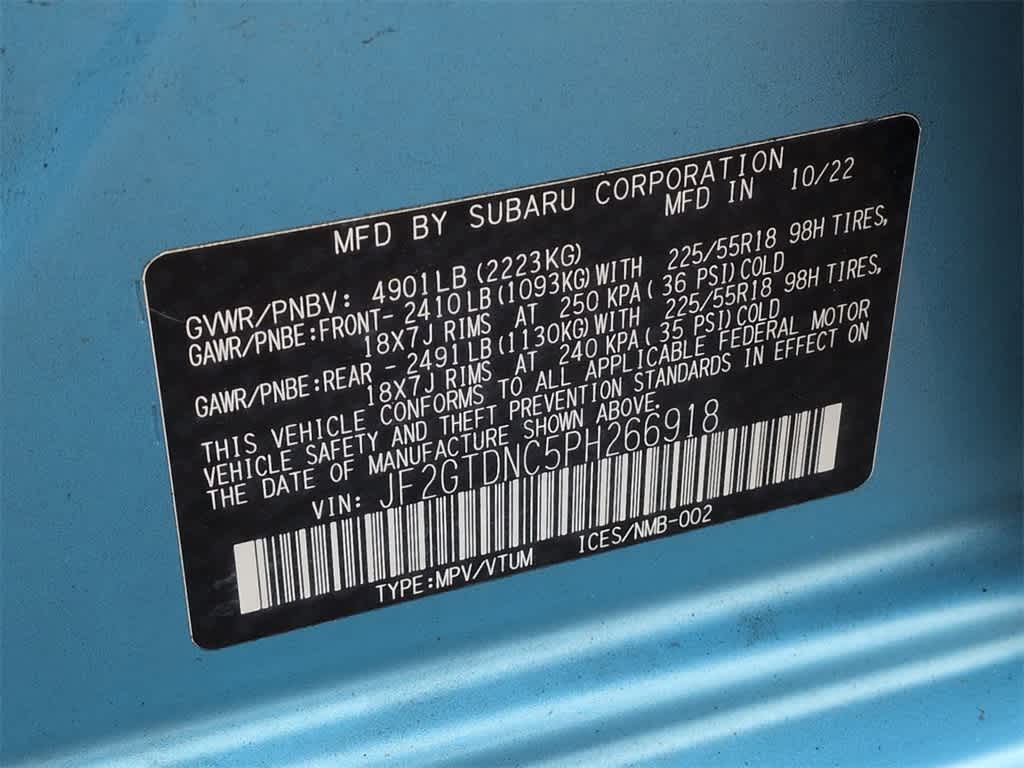 MFD BY SUBARU CORPORATION
MFD IN 10/22
GVWR/PNBV: 4901LB(2223KG)
GAWR/PNBE:FRONT-2410LB(1093KG)WITH 225/55R18 98H TIRES,
18X7J RIMS AT 250 KPA( 36 PSI)COLD
GAWR/PNBE:REAR -2491LB(1130KG)WITH 225/55R18 98H TIRES,
18X7J RIMS AT 240 KPA( 35 PSI)COLD
THIS VEHICLE CONFORMS TO ALL APPLICABLE FEDERAL MOTOR
VEHICLE SAFETY AND THEFT PREVENTION STANDARDS IN EFFECT ON
THE DATE OF MANUFACTURE SHOWN ABOVE.
VIN: JF2GTDNC5PH266918
TYPE:MPV/VTUM ICES/NMB-002